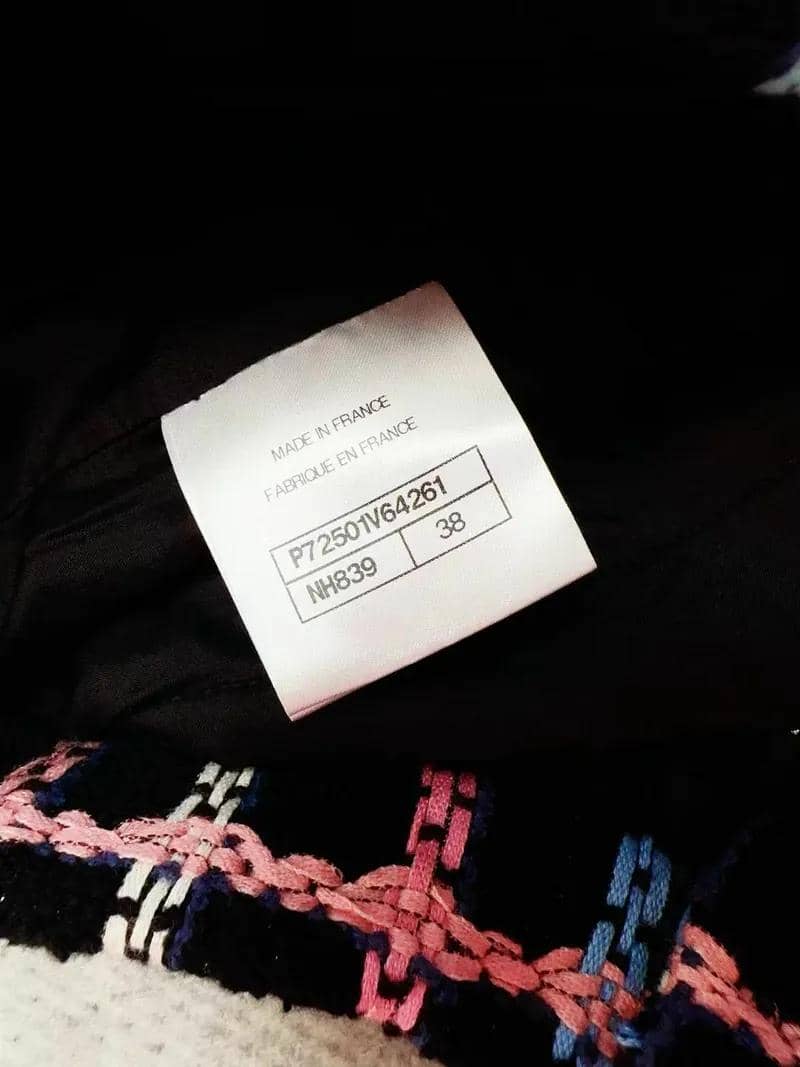 MADE IN FRANCE
FABRIQUE EN FRANCE
P72501V64261
NH839 38